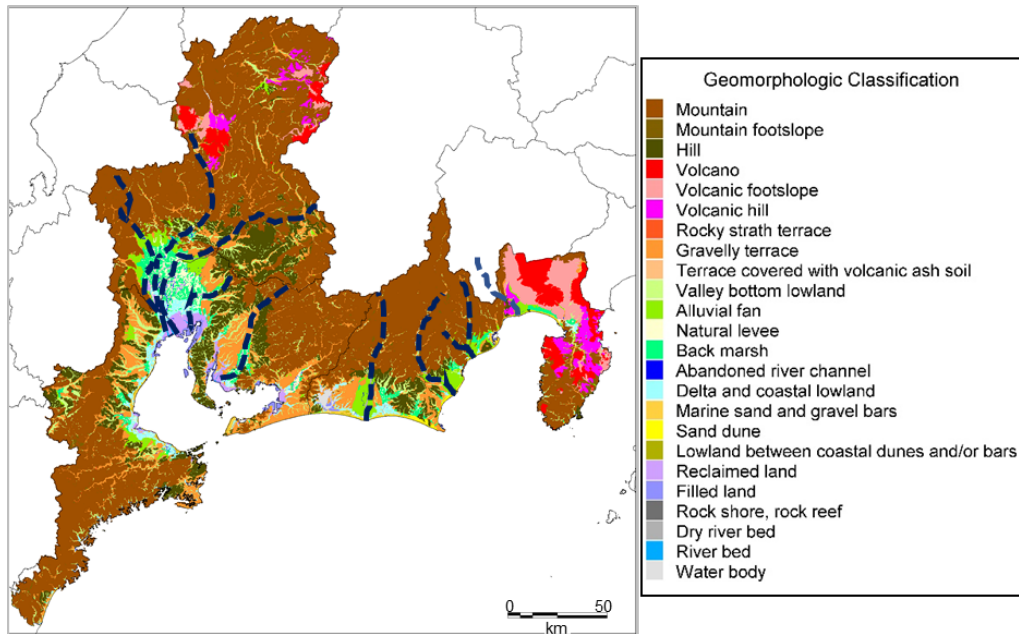 Geomorphologic Classification
Mountain
Mountain footslope
Hill
Volcano
Volcanic footslope
Volcanic hill
Rocky strath terrace
Gravelly terrace
Terrace covered with volcanic ash soil
Valley bottom lowland
Alluvial fan
Natural levee
Back marsh
Abandoned river channel
Delta and coastal lowland
Marine sand and gravel bars
Sand dune
Lowland between coastal dunes and/or bars
Reclaimed land
Filled land
Rock shore, rock reef
Dry river bed
River bed
Water body
0 50
km